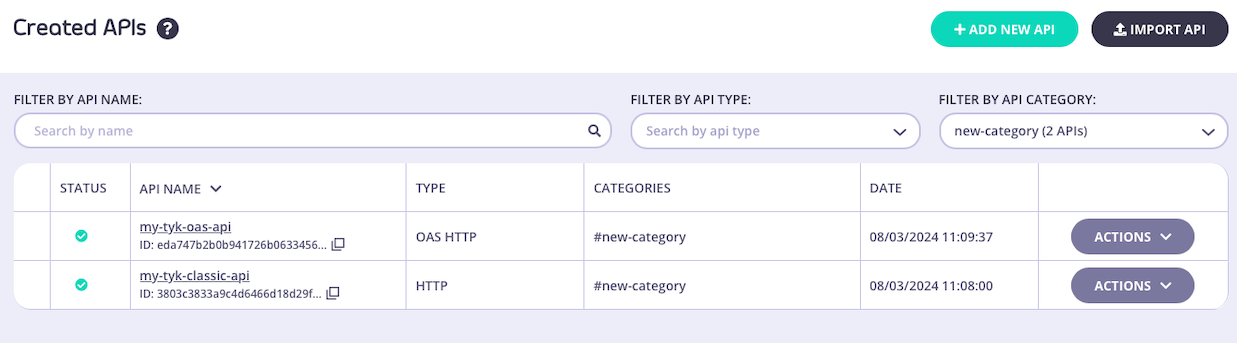 Created APIs ?
ADD NEW API
IMPORT API
FILTER BY API NAME:
FILTER BY API TYPE:
FILTER BY API CATEGORY:
Search by name
Search by api type
new-category (2 APIs)
STATUS API NAME TYPE CATEGORIES DATE
my-tyk-oas-api
ID: eda747b2b0b941726b0633456...
OAS HTTP #new-category 08/03/2024 11:09:37 ACTIONS
my-tyk-classic-api
ID: 3803c3833a9c4d6466d18d29f...
HTTP #new-category 08/03/2024 11:08:00 ACTIONS